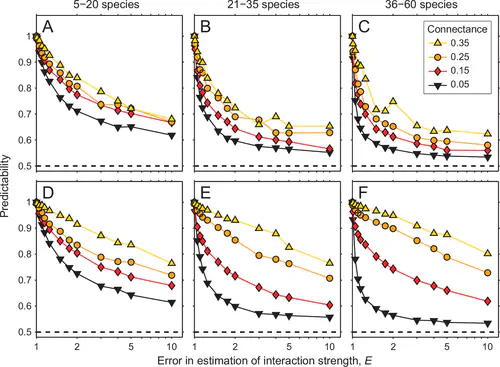 5−20 species
21−35 species
36−60 species
A
B
C
Connectance
0.35
0.25
0.15
0.05
1
0.9
0.8
0.7
0.6
0.5
Predictability
D
E
F
1
0.9
0.8
0.7
0.6
0.5
1 2 5 10
1 2 5 10
1 2 5 10
Error in estimation of interaction strength, E